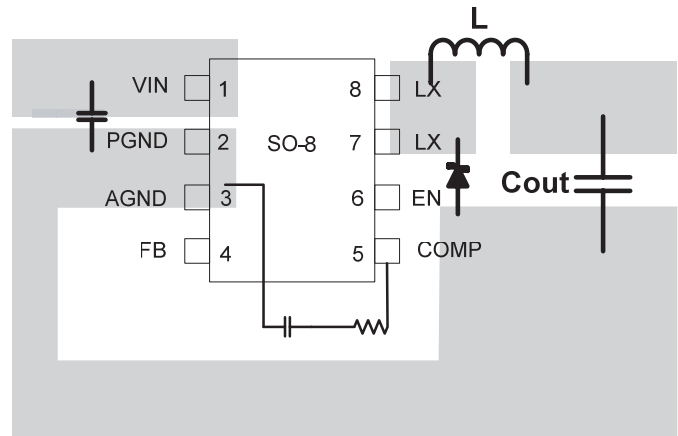 L
VIN 1 8 LX
PGND 2 SO-8 7 LX
Cout
AGND 3 6 EN
FB 4 5 COMP